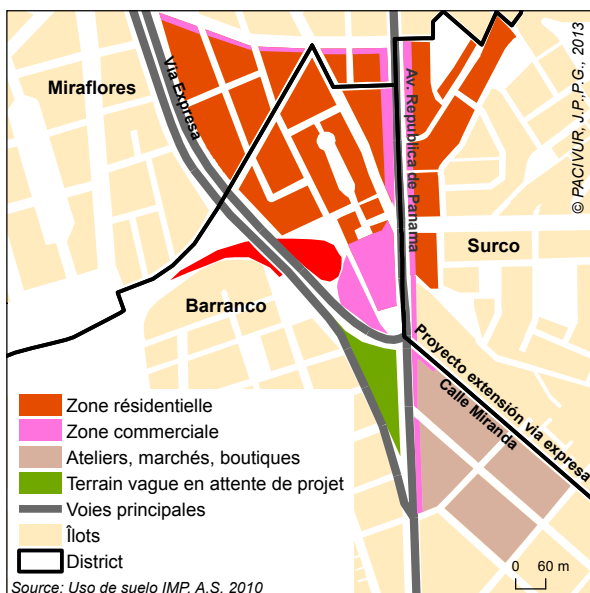 Miraflores
Vía Expresa
Av. Republica de Panama
© PACIVUR, J.P.,P.G., 2013
Surco
Barranco
Proyecto extensión via expresa
Calle Miranda
Zone résidentielle
Zone commerciale
Ateliers, marchés, boutiques
Terrain vague en attente de projet
Voies principales
Îlots
District
0 60 m
Source: Uso de suelo IMP, A.S, 2010